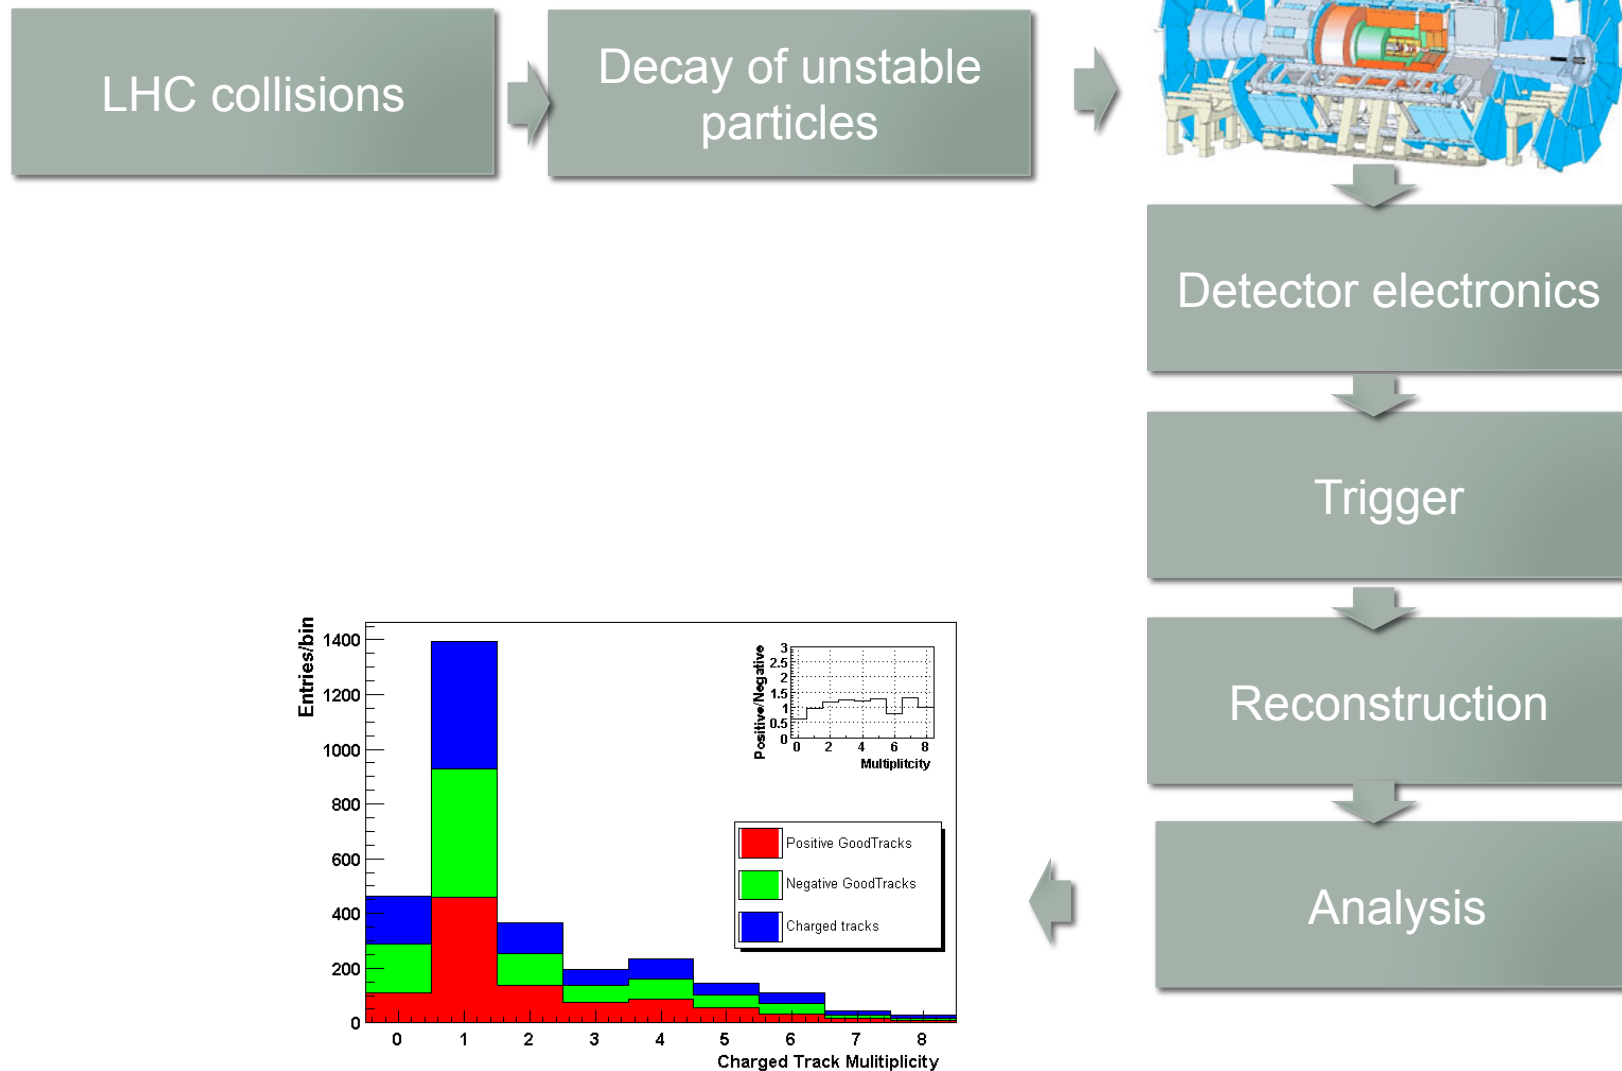 LHC collisions
Decay of unstable
particles
Detector electronics
Trigger
Reconstruction
Analysis
Entries/bin
1400
1200
1000
800
600
400
200
0
0 1 2 3 4 5 6 7 8
Charged Track Mulitiplicity
Positive/Negative
3
2.5
2
1.5
1
0.5
0
0 2 4 6 8
Multiplitcity
Positive GoodTracks
Negative GoodTracks
Charged tracks